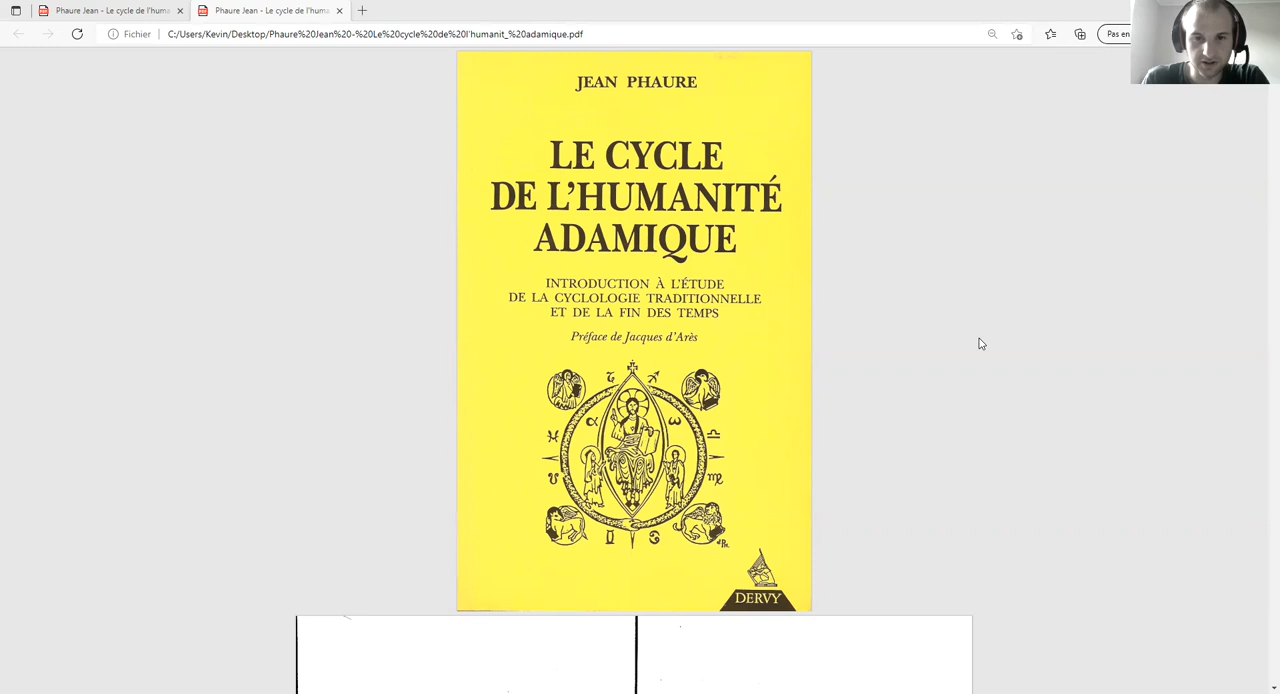 Phaure Jean - Le cycle de l'huma
Phaure Jean - Le cycle de l'huma
Fichier
C:/Users/Kevin/Desktop/Phaure%20Jean%20-%20Le%20cycle%20de%20l'humanit_%20adamique.pdf
Pas en
JEAN PHAURE
LE CYCLE
DE L'HUMANITÉ
ADAMIQUE
INTRODUCTION À L'ÉTUDE
DE LA CYCLOLOGIE TRADITIONNELLE
ET DE LA FIN DES TEMPS
Préface de Jacques d'Arès
α ω
DERVY